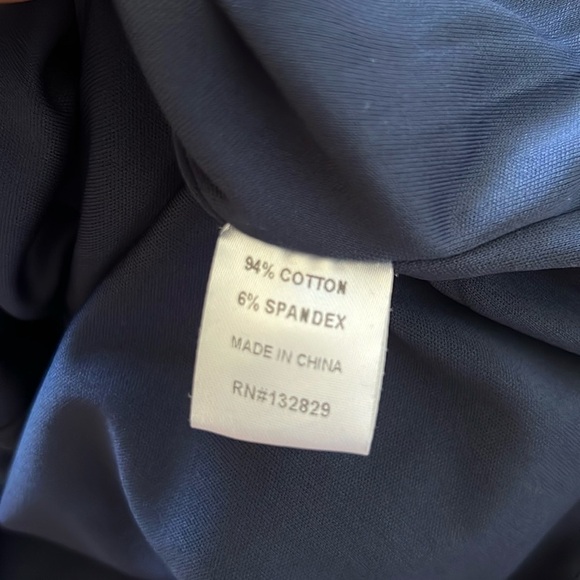 94% COTTON
6% SPANDEX
MADE IN CHINA
RN#132829